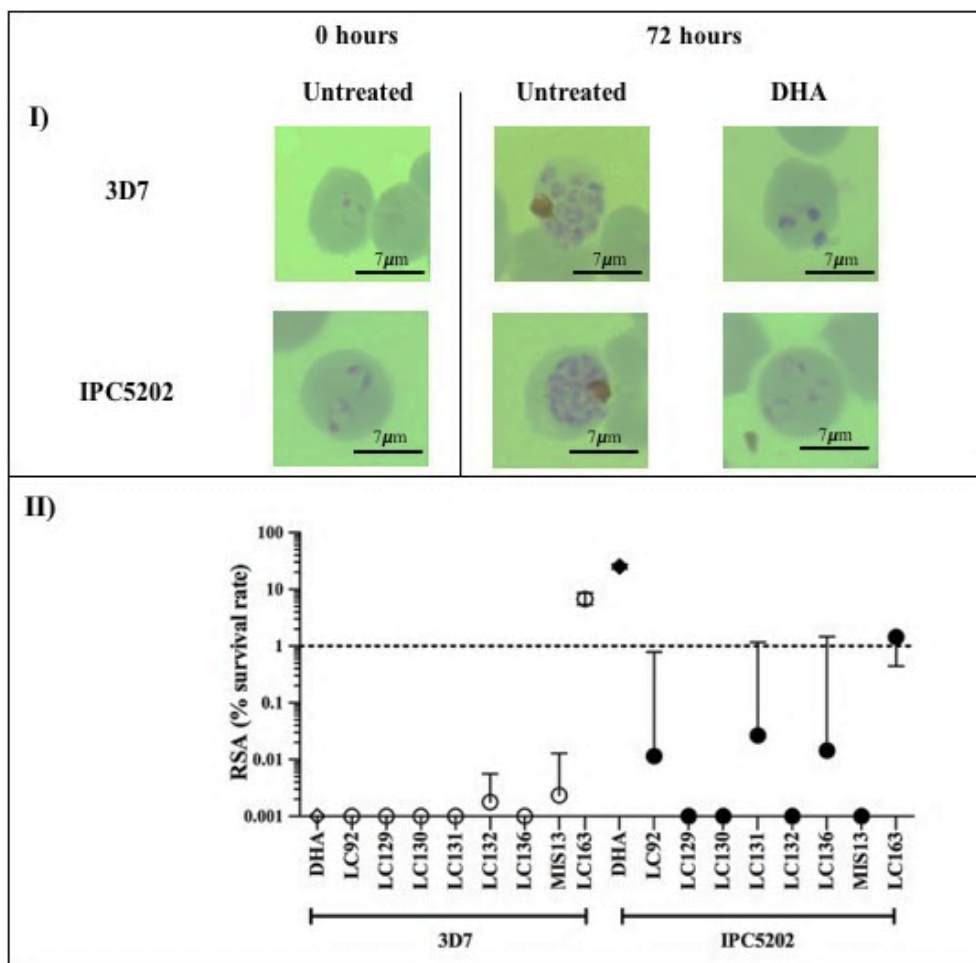 0 hours 72 hours
Untreated Untreated DHA
I)
3D7
7μm 7μm 7μm
IPC5202
7μm 7μm 7μm
II)
RSA (% survival rate)
100
10
1
0.1
0.01
0.001
DHA LC92 LC129 LC130 LC131 LC132 LC136 MIS13 LC163 DHA LC92 LC129 LC130 LC131 LC132 LC136 MIS13 LC163
3D7 IPC5202